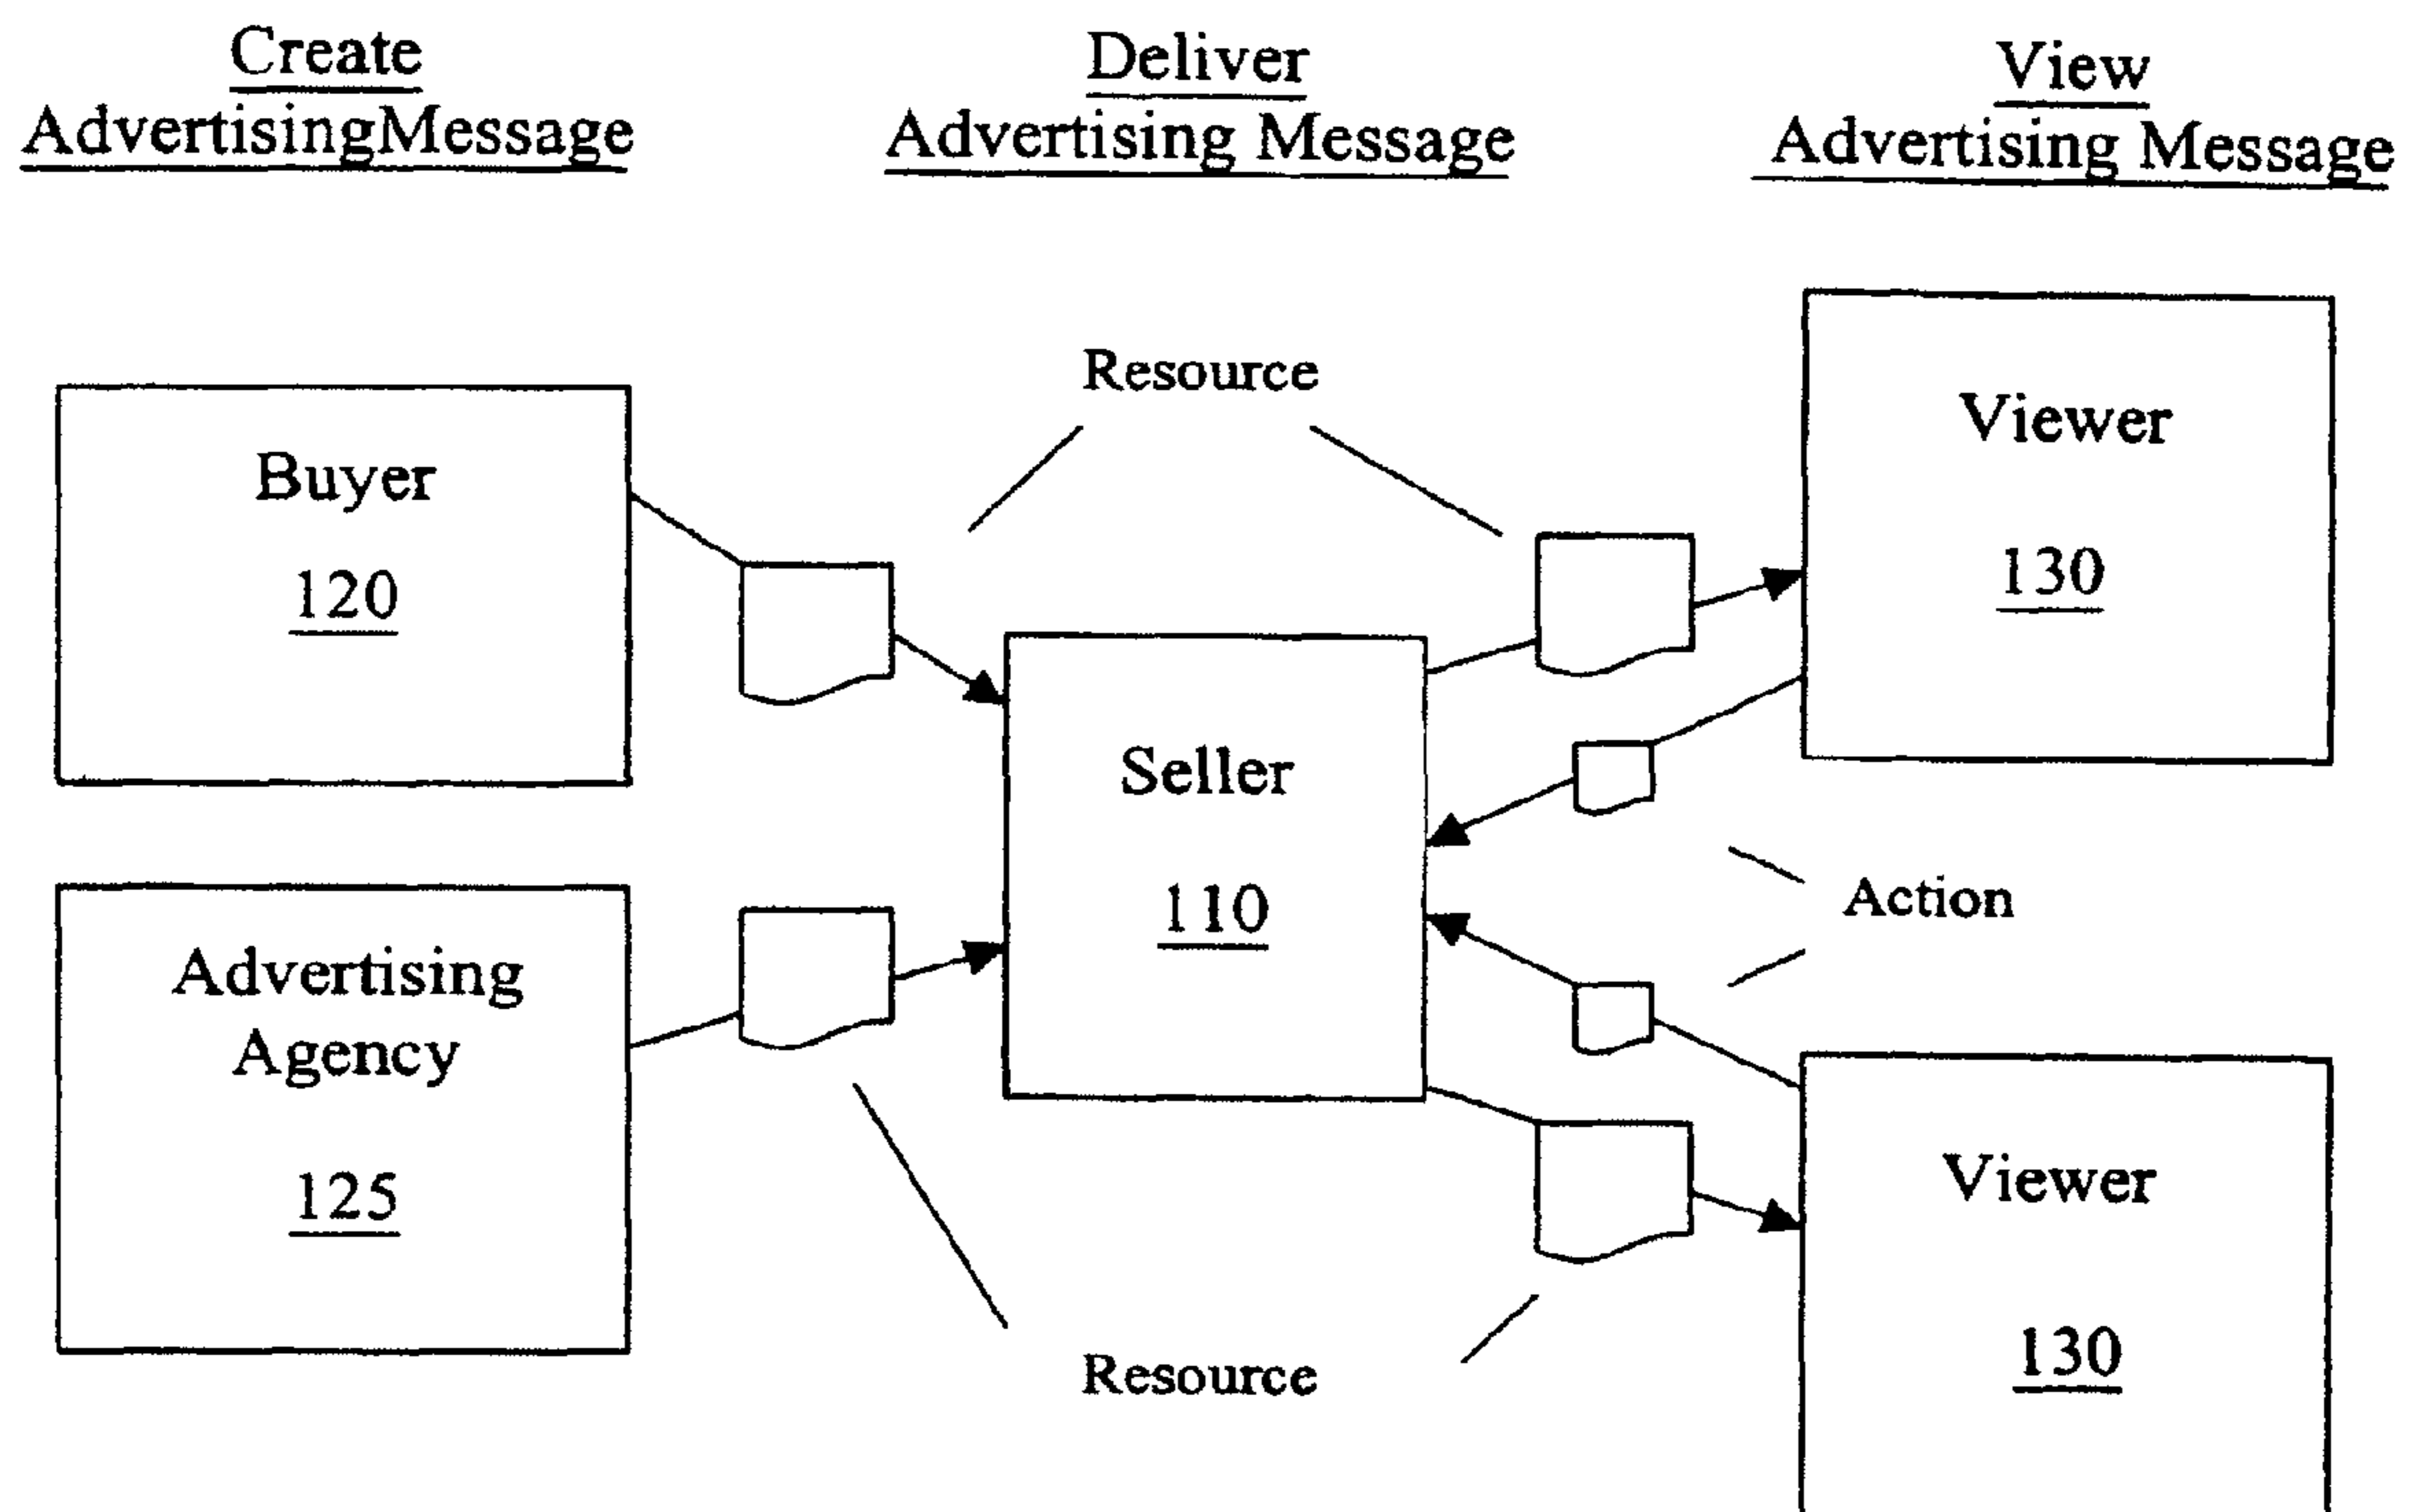 Create
AdvertisingMessage
Deliver
Advertising Message
View
Advertising Message
Resource
Viewer
130
Buyer
120
Seller
110
Action
Advertising
Agency
125
Viewer
130
Resource